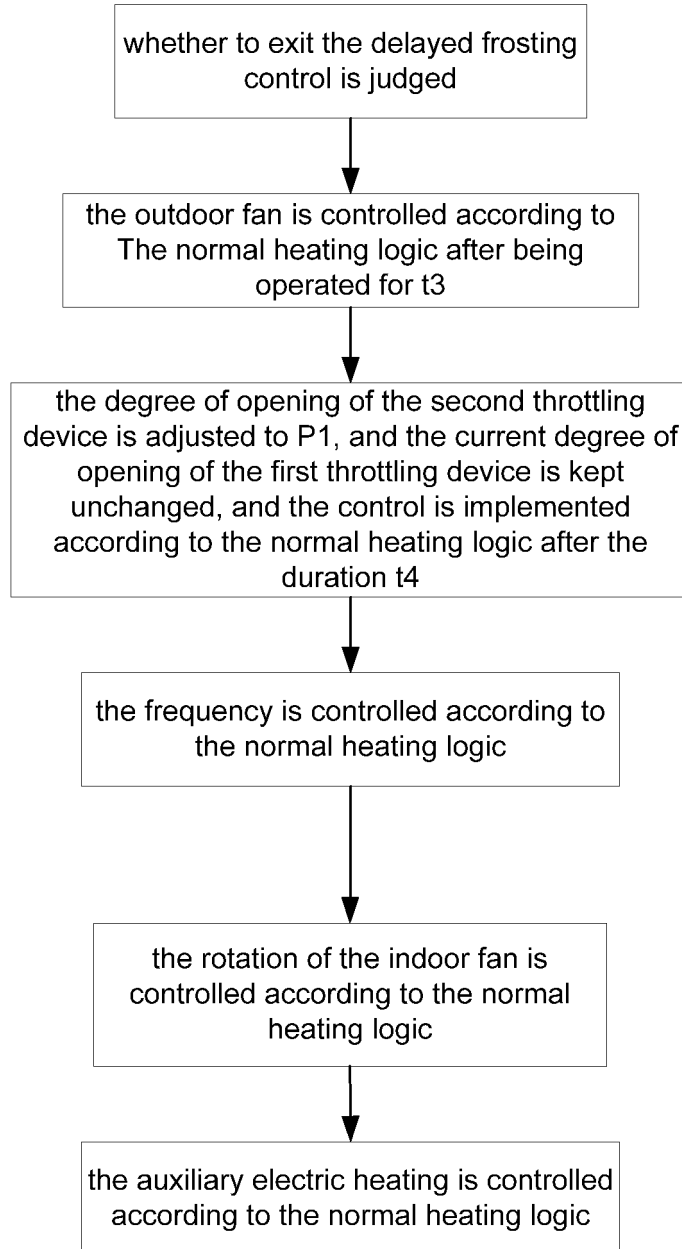 whether to exit the delayed frosting
control is judged
the outdoor fan is controlled according to
The normal heating logic after being
operated for t3
the degree of opening of the second throttling
device is adjusted to P1, and the current degree of
opening of the first throttling device is kept
unchanged, and the control is implemented
according to the normal heating logic after the
duration t4
the frequency is controlled according to
the normal heating logic
the rotation of the indoor fan is
controlled according to the normal
heating logic
the auxiliary electric heating is controlled
according to the normal heating logic